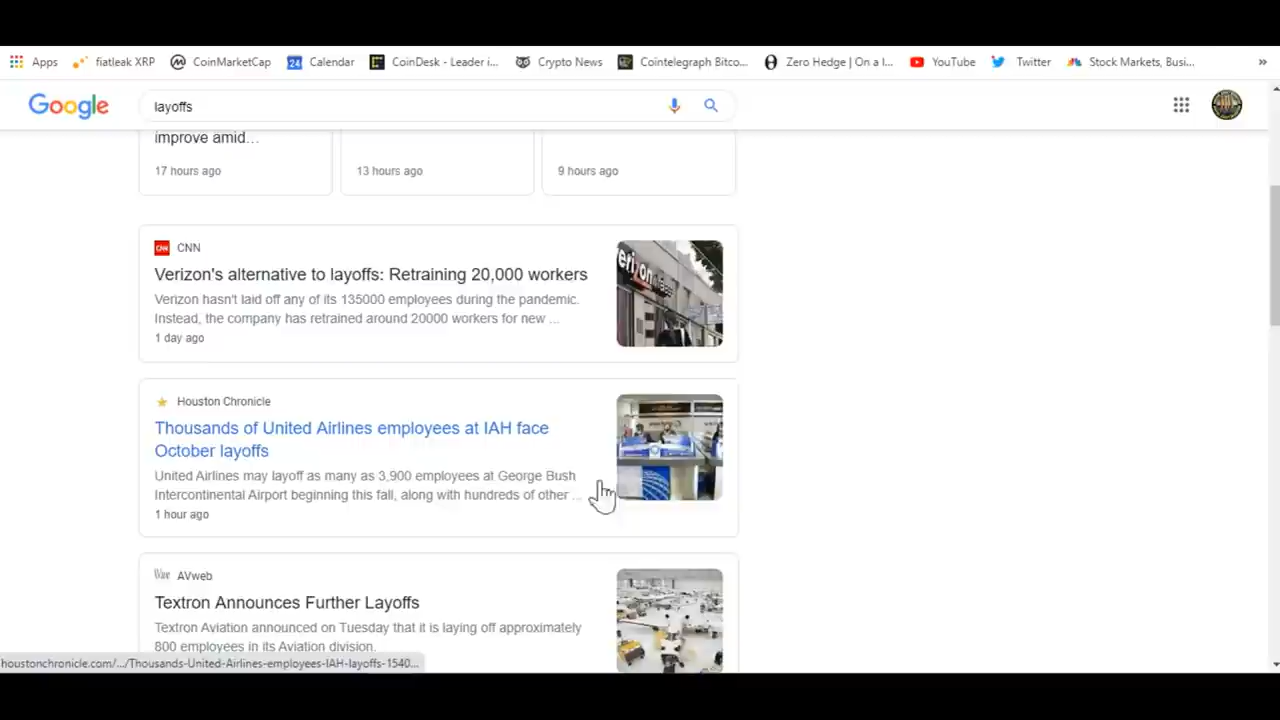 Apps fiatleak XRP CoinMarketCap 24 Calendar CoinDesk - Leader i... Crypto News Cointelegraph Bitco... Zero Hedge | On a l... YouTube Twitter Stock Markets, Busi... »
Google layoffs
improve amid...
17 hours ago 13 hours ago 9 hours ago
CNN CNN
Verizon's alternative to layoffs: Retraining 20,000 workers
Verizon hasn't laid off any of its 135000 employees during the pandemic.
Instead, the company has retrained around 20000 workers for new ...
1 day ago
verizon
Houston Chronicle
Thousands of United Airlines employees at IAH face
October layoffs
United Airlines may layoff as many as 3,900 employees at George Bush
Intercontinental Airport beginning this fall, along with hundreds of other ...
1 hour ago
AVweb
Textron Announces Further Layoffs
Textron Aviation announced on Tuesday that it is laying off approximately
800 employees in its Aviation division.
houstonchronicle.com/.../Thousands-United-Airlines-employees-IAH-layoffs-1540...